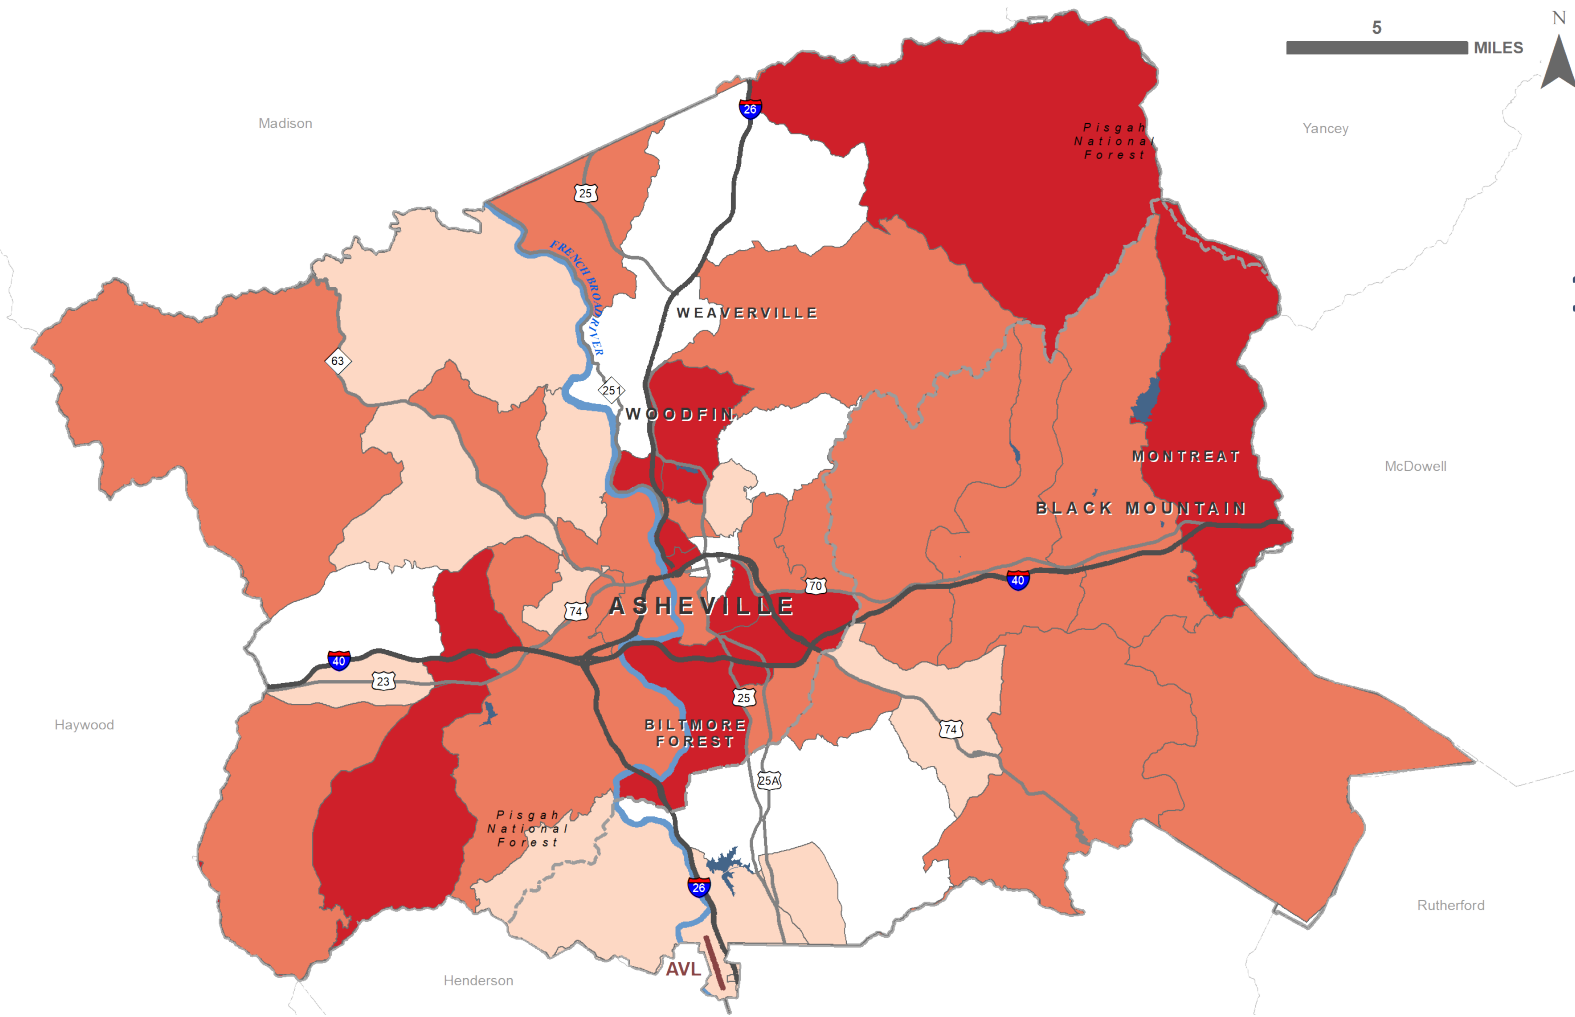 5
MILES
N
26
Madison
Pisgah
National
Forest
Yancey
25
FRENCH BROAD RIVER
WEAVERVILLE
63
251
WOODFIN
MONTREAT
McDowell
BLACK MOUNTAIN
40
70
74
ASHEVILLE
40
23
25
Haywood
BILTMORE
FOREST
74
25A
Pisgah
National
Forest
26
Rutherford
AVL
Henderson